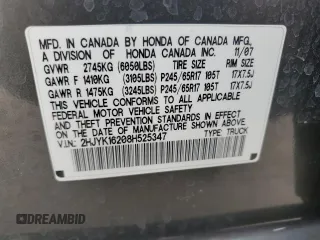 MFD. IN CANADA BY HONDA OF CANADA MFG.,
A DIVISION OF HONDA CANADA INC. 11/07
GVWR 2745KG (6050LBS) TIRE SIZE RIM SIZE
GAWR F 1410KG (3105LBS) P245/65R17 105T 17X7.5J
GAWR R 1475KG (3245LBS) P245/65R17 105T 17X7.5J
THIS VEHICLE CONFORMS TO ALL APPLICABLE
FEDERAL MOTOR VEHICLE SAFETY STANDARDS
IN EFFECT ON THE DATE OF MANUFACTURE
SHOWN ABOVE.
V.I.N.: 2HJYK16208H525347 TYPE: TRUCK
DREAMBID